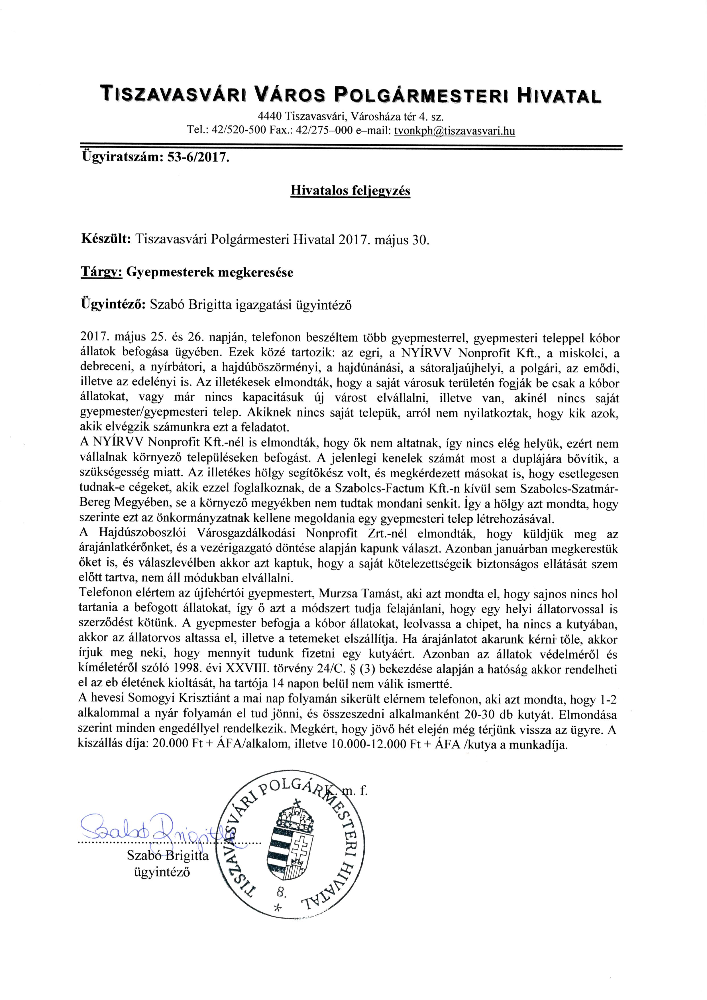 TISZAVASVÁRI VÁROS POLGÁRMESTERI HIVATAL
4440 Tiszavasvári, Városháza tér 4. sz.
Tel.: 42/520-500 Fax.: 42/275–000 e–mail: tvonkph@tiszavasvari.hu
Ügyiratszám: 53-6/2017.
Hivatalos feljegyzés
Készült: Tiszavasvári Polgármesteri Hivatal 2017. május 30.
Tárgy: Gyepmesterek megkeresése
Ügyintéző: Szabó Brigitta igazgatási ügyintéző
2017. május 25. és 26. napján, telefonon beszéltem több gyepmesterrel, gyepmesteri teleppel kóbor
állatok befogása ügyében. Ezek közé tartozik: az egri, a NYÍRVV Nonprofit Kft., a miskolci, a
debreceni, a nyírbátori, a hajdúböszörményi, a hajdúnánási, a sátoraljaújhelyi, a polgári, az emődi,
illetve az edelényi is. Az illetékesek elmondták, hogy a saját városuk területén fogják be csak a kóbor
állatokat, vagy már nincs kapacitásuk új várost elvállalni, illetve van, akinél nincs saját
gyepmester/gyepmesteri telep. Akiknek nincs saját telepük, arról nem nyilatkoztak, hogy kik azok,
akik elvégzik számunkra ezt a feladatot.
A NYÍRVV Nonprofit Kft.-nél is elmondták, hogy ők nem altatnak, így nincs elég helyük, ezért nem
vállalnak környező településeken befogást. A jelenlegi kenelek számát most a duplájára bővítik, a
szükségesség miatt. Az illetékes hölgy segítőkész volt, és megkérdezett másokat is, hogy esetlegesen
tudnak-e cégeket, akik ezzel foglalkoznak, de a Szabolcs-Factum Kft.-n kívül sem Szabolcs-Szatmár-
Bereg Megyében, se a környező megyékben nem tudtak mondani senkit. Így a hölgy azt mondta, hogy
szerinte ezt az önkormányzatnak kellene megoldania egy gyepmesteri telep létrehozásával.
A Hajdúszoboszlói Városgazdálkodási Nonprofit Zrt.-nél elmondták, hogy küldjük meg az
árajánlatkérőnket, és a vezérigazgató döntése alapján kapunk választ. Azonban januárban megkerestük
őket is, és válaszlevélben akkor azt kaptuk, hogy a saját kötelezettségeik biztonságos ellátását szem
előtt tartva, nem áll módukban elvállalni.
Telefonon elértem az újfehértói gyepmestert, Murzsa Tamást, aki azt mondta el, hogy sajnos nincs hol
tartania a befogott állatokat, így ő azt a módszert tudja felajánlani, hogy egy helyi állatorvossal is
szerződést kötünk. A gyepmester befogja a kóbor állatokat, leolvassa a chipet, ha nincs a kutyában,
akkor az állatorvos altassa el, illetve a tetemeket elszállítja. Ha árajánlatot akarunk kérni tőle, akkor
írjuk meg neki, hogy mennyit tudunk fizetni egy kutyáért. Azonban az állatok védelméről és
kíméletéről szóló 1998. évi XXVIII. törvény 24/C. § (3) bekezdése alapján a hatóság akkor rendelheti
el az eb életének kioltását, ha tartója 14 napon belül nem válik ismertté.
A hevesi Somogyi Krisztiánt a mai nap folyamán sikerült elérnem telefonon, aki azt mondta, hogy 1-2
alkalommal a nyár folyamán el tud jönni, és összeszedni alkalmanként 20-30 db kutyát. Elmondása
szerint minden engedéllyel rendelkezik. Megkért, hogy jövő hét elején még térjünk vissza az ügyre. A
kiszállás díja: 20.000 Ft + ÁFA/alkalom, illetve 10.000-12.000 Ft + ÁFA /kutya a munkadíja.
K. m. f.
Szabó Brigitta
Szabó Brigitta
ügyintéző
TISZAVASVÁRI POLGÁRMESTERI HIVATAL
8.
*